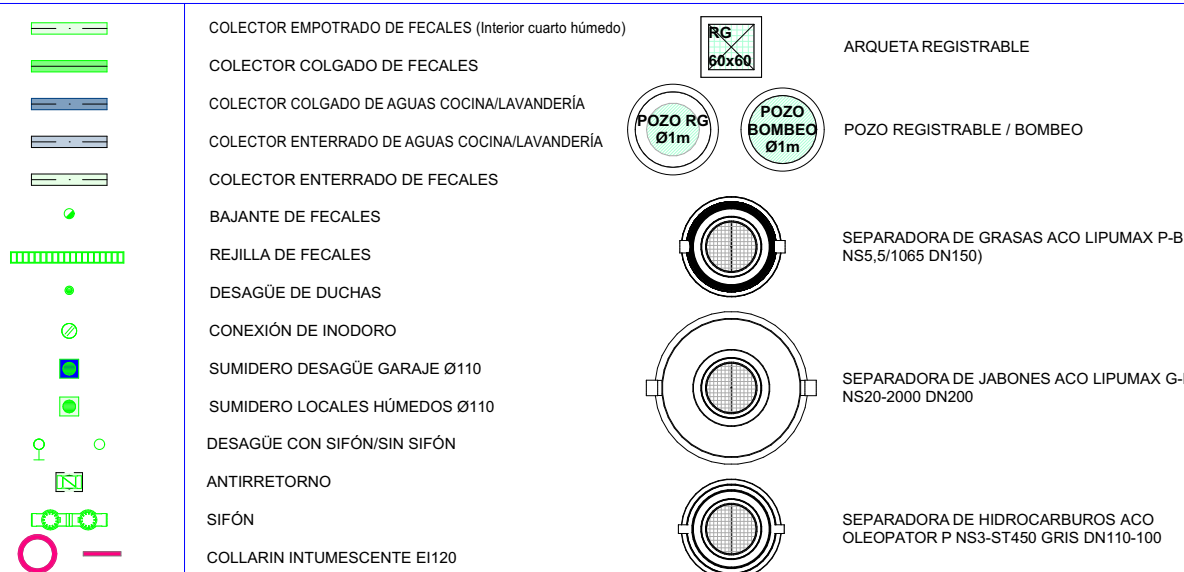 COLECTOR EMPOTRADO DE FECALES (Interior cuarto húmedo)
COLECTOR COLGADO DE FECALES
COLECTOR COLGADO DE AGUAS COCINA/LAVANDERÍA
COLECTOR ENTERRADO DE AGUAS COCINA/LAVANDERÍA
COLECTOR ENTERRADO DE FECALES
BAJANTE DE FECALES
REJILLA DE FECALES
DESAGÜE DE DUCHAS
CONEXIÓN DE INODORO
SUMIDERO DESAGÜE GARAJE Ø110
SUMIDERO LOCALES HÚMEDOS Ø110
DESAGÜE CON SIFÓN/SIN SIFÓN
ANTIRRETORNO
SIFÓN
COLLARIN INTUMESCENTE EI120
RG
60x60
ARQUETA REGISTRABLE
POZO RG
Ø1m
POZO
BOMBEO
Ø1m
POZO REGISTRABLE / BOMBEO
SEPARADORA DE GRASAS ACO LIPUMAX P-B
NS5,5/1065 DN150)
SEPARADORA DE JABONES ACO LIPUMAX G-
NS20-2000 DN200
SEPARADORA DE HIDROCARBUROS ACO
OLEOPATOR P NS3-ST450 GRIS DN110-100